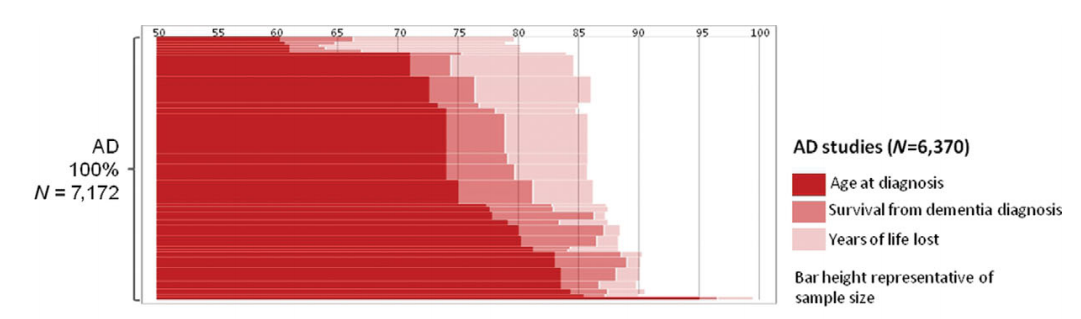 50 55 60 65 70 75 80 85 90 95 100
AD
100%
N = 7,172
AD studies (N=6,370)
Age at diagnosis
Survival from dementia diagnosis
Years of life lost
Bar height representative of
sample size